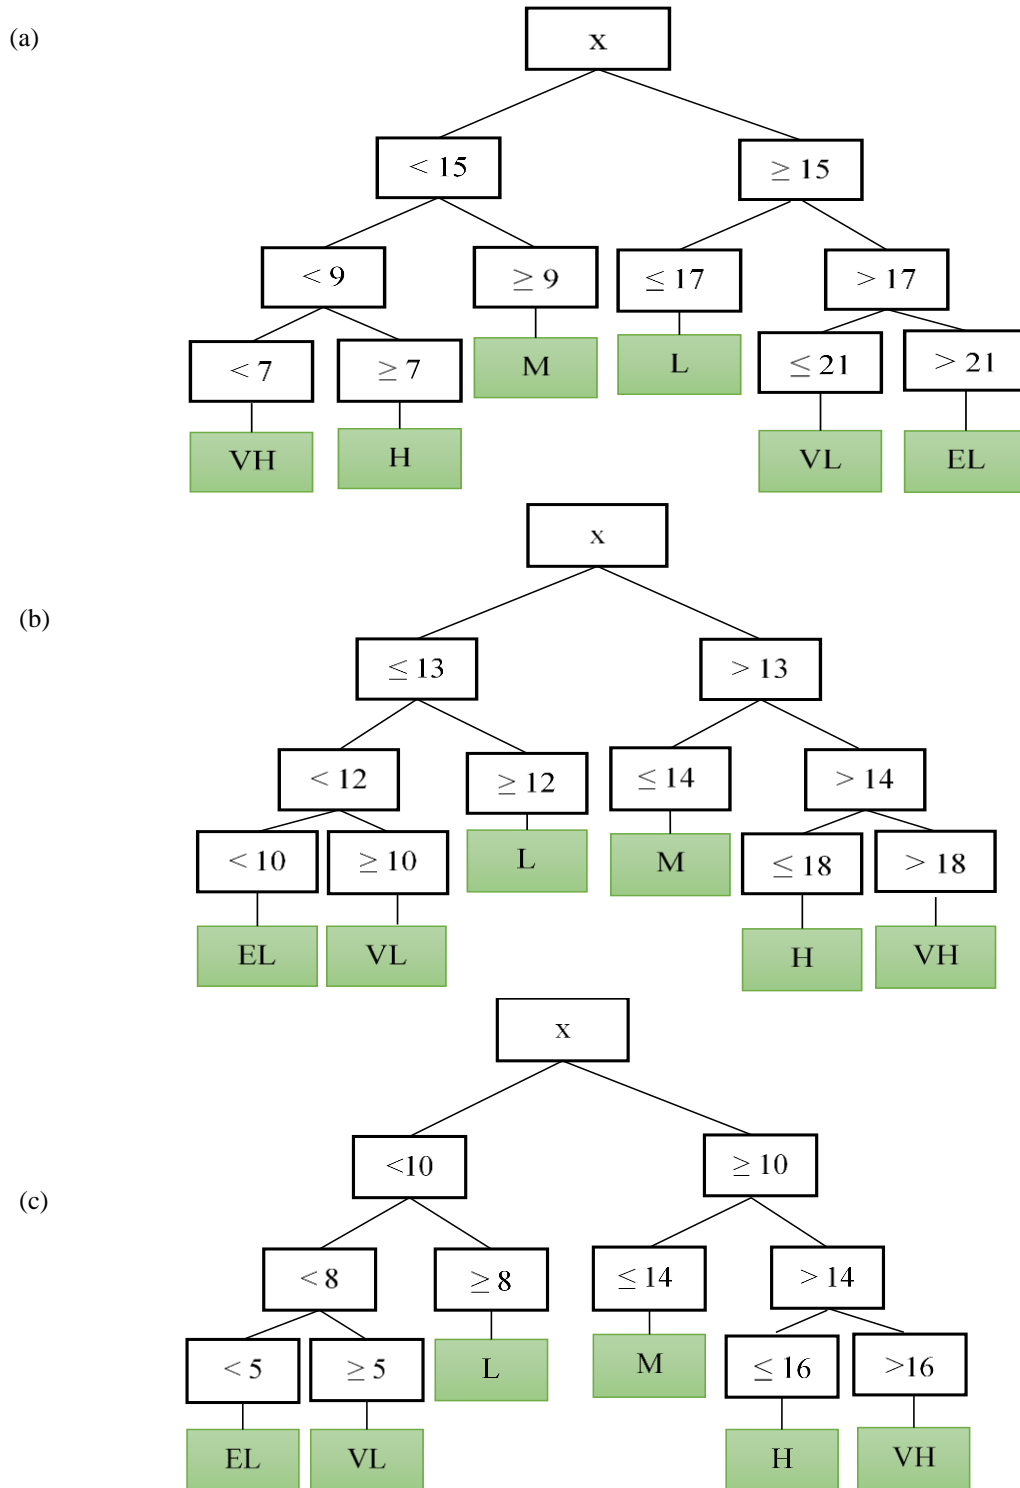 (a)
x
< 15
≥ 15
< 9
≥ 9
≤ 17
> 17
< 7
≥ 7
M
L
≤ 21
> 21
VH
H
VL
EL
(b)
x
≤ 13
> 13
< 12
≥ 12
≤ 14
> 14
< 10
≥ 10
L
M
≤ 18
> 18
EL
VL
H
VH
(c)
x
<10
≥ 10
< 8
≥ 8
≤ 14
> 14
< 5
≥ 5
L
M
≤ 16
>16
EL
VL
H
VH